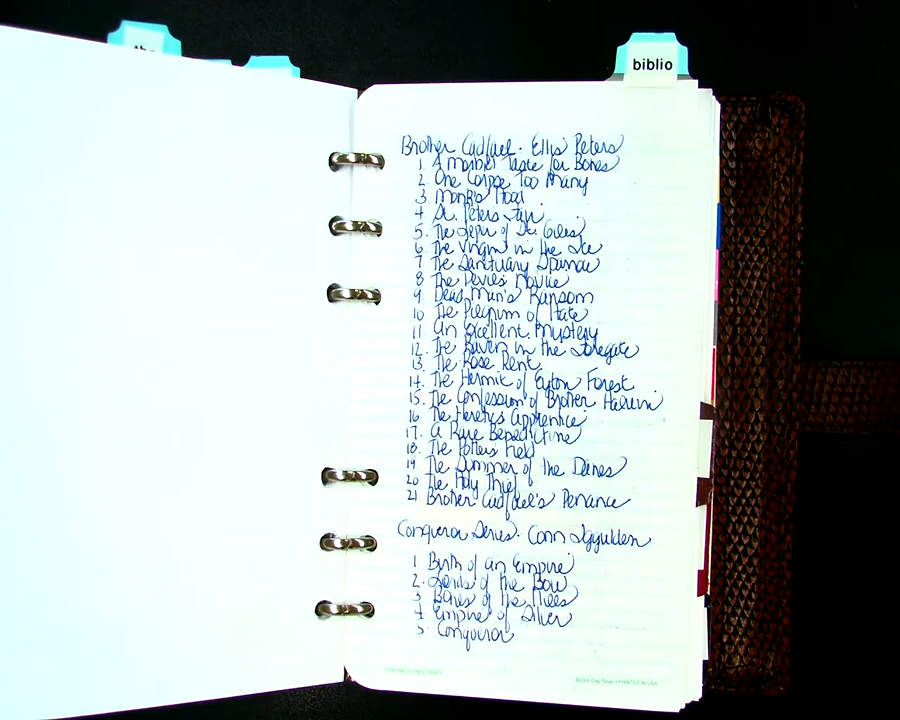 biblio
Brother Cadfael - Ellis Peters
1 A Morbid Taste for Bones
2 One Corpse Too Many
3 Monk's Hood
4 St. Peter's Fair
5. The Leper of St. Giles
6 The Virgin in the Ice
7 The Sanctuary Sparrow
8 The Devil's Novice
9. Dead Man's Ransom
10 The Pilgrim of Hate
11 An Excellent Mystery
12. The Raven in the Foregate
13. The Rose Rent
14. The Hermit of Eyton Forest
15. The Confession of Brother Haluin
16 The Heretic's Apprentice
17. A Rare Benedictine
18. The Potter's Field
19 The Summer of the Danes
20 The Holy Thief
21 Brother Cadfael's Penance
Conqueror Series - Conn Iggulden
1 Birth of an Empire
2. Lords of the Bow
3 Bones of the Hills
4 Empire of Silver
5 Conqueror